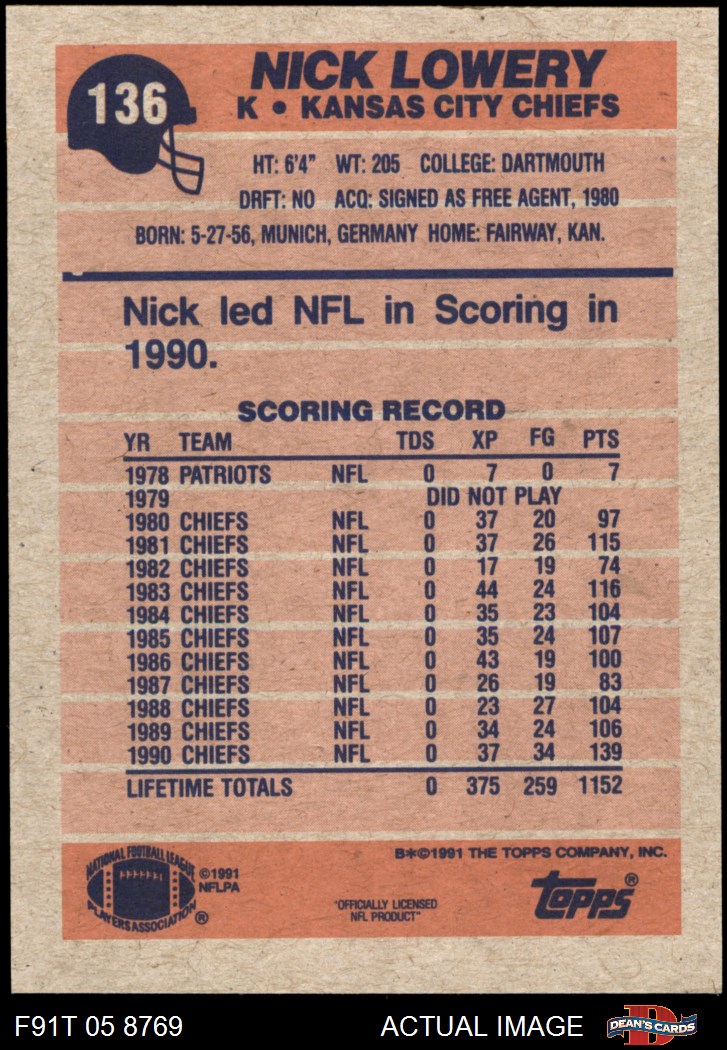 136
NICK LOWERY
K • KANSAS CITY CHIEFS
HT: 6'4" WT: 205 COLLEGE: DARTMOUTH
DRFT: NO ACQ: SIGNED AS FREE AGENT, 1980
BORN: 5-27-56, MUNICH, GERMANY HOME: FAIRWAY, KAN.
Nick led NFL in Scoring in
1990.
SCORING RECORD
YR TEAM TDS XP FG PTS
1978 PATRIOTS NFL 0 7 0 7
1979 DID NOT PLAY
1980 CHIEFS NFL 0 37 20 97
1981 CHIEFS NFL 0 37 26 115
1982 CHIEFS NFL 0 17 19 74
1983 CHIEFS NFL 0 44 24 116
1984 CHIEFS NFL 0 35 23 104
1985 CHIEFS NFL 0 35 24 107
1986 CHIEFS NFL 0 43 19 100
1987 CHIEFS NFL 0 26 19 83
1988 CHIEFS NFL 0 23 27 104
1989 CHIEFS NFL 0 34 24 106
1990 CHIEFS NFL 0 37 34 139
LIFETIME TOTALS 0 375 259 1152
NATIONAL FOOTBALL LEAGUE
PLAYERS ASSOCIATION ®
©1991
NFLPA
B*©1991 THE TOPPS COMPANY, INC.
"OFFICIALLY LICENSED
NFL PRODUCT"
topps®
F91T 05 8769
ACTUAL IMAGE
D
DEAN'S CARDS